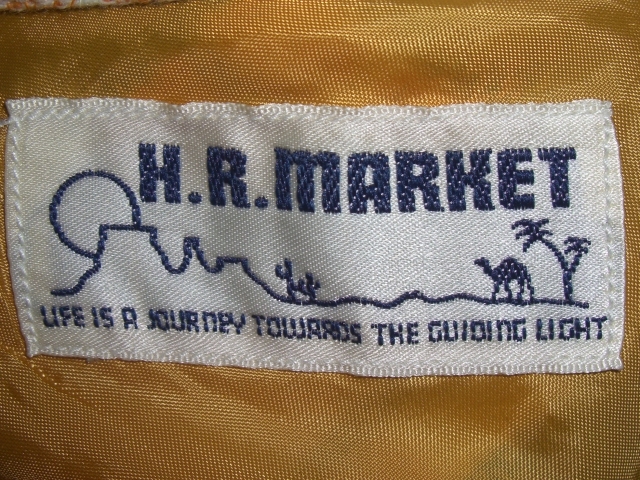 H.R.MARKET
LIFE IS A JOURNEY TOWARDS THE GUIDING LIGHT